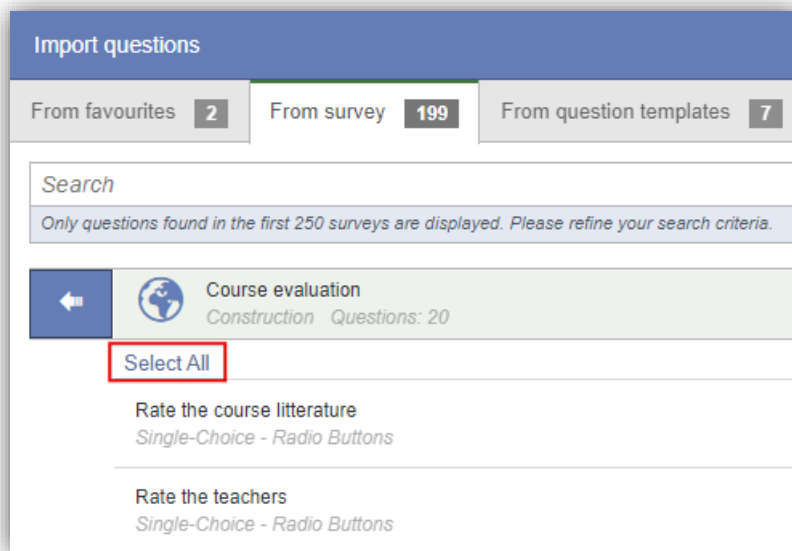 Import questions
From favourites 2 From survey 199 From question templates 7
Search
Only questions found in the first 250 surveys are displayed. Please refine your search criteria.
Course evaluation
Construction Questions: 20
Select All
Rate the course litterature
Single-Choice - Radio Buttons
Rate the teachers
Single-Choice - Radio Buttons